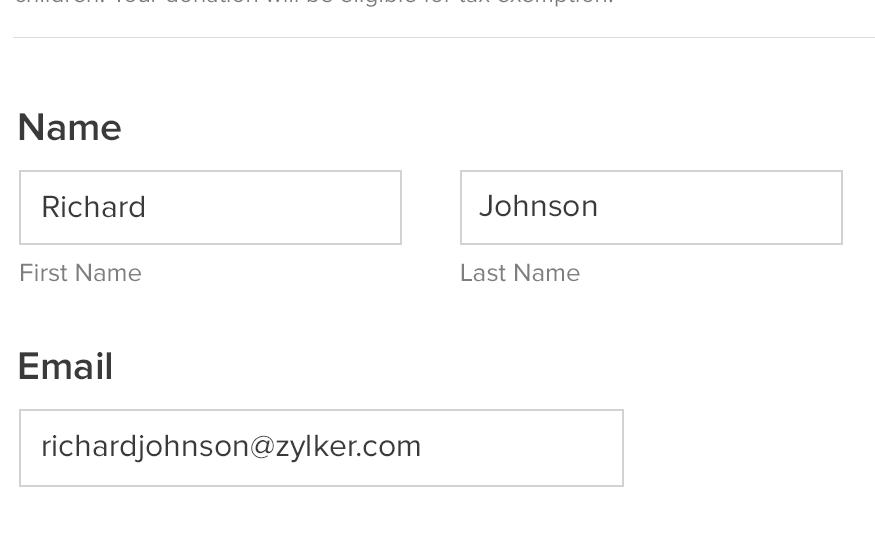 children. Your donation will be eligible for tax exemption.
Name
Richard
Johnson
First Name
Last Name
Email
richardjohnson@zylker.com